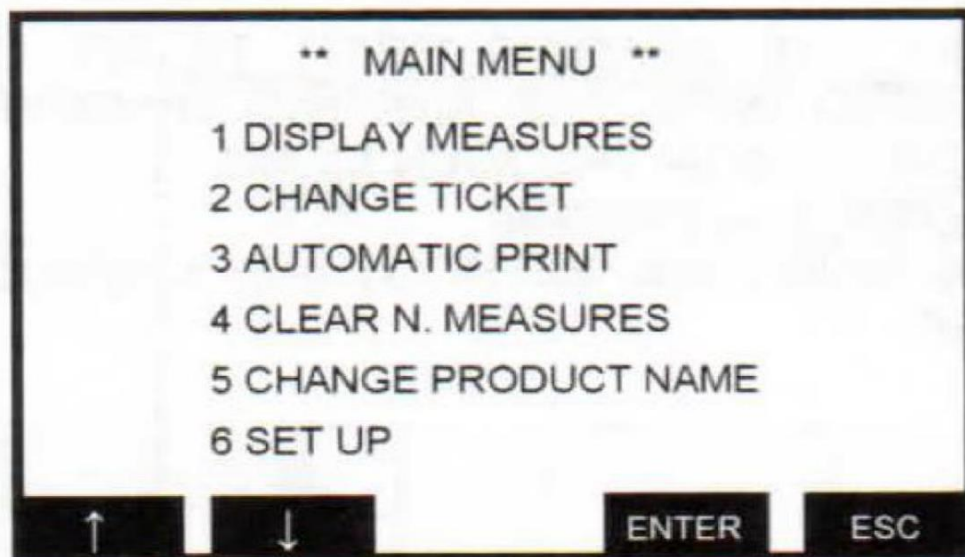 ** MAIN MENU **
1 DISPLAY MEASURES
2 CHANGE TICKET
3 AUTOMATIC PRINT
4 CLEAR N. MEASURES
5 CHANGE PRODUCT NAME
6 SET UP
↑ ↓ ENTER ESC